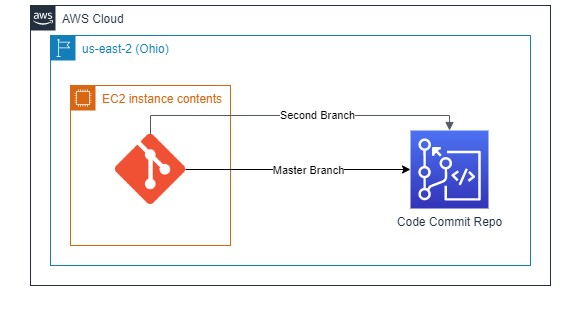 aws
AWS Cloud
us-east-2 (Ohio)
EC2 instance contents
Second Branch
Master Branch
</>
Code Commit Repo